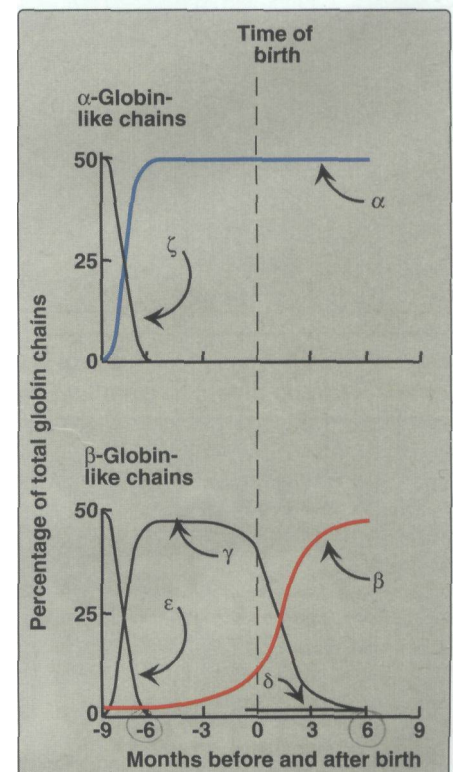 Time of
birth
α-Globin-
like chains
50
25
0
α
ζ
Percentage of total globin chains
β-Globin-
like chains
50
25
0
γ
ε
β
δ
-9 -6 -3 0 3 6 9
Months before and after birth